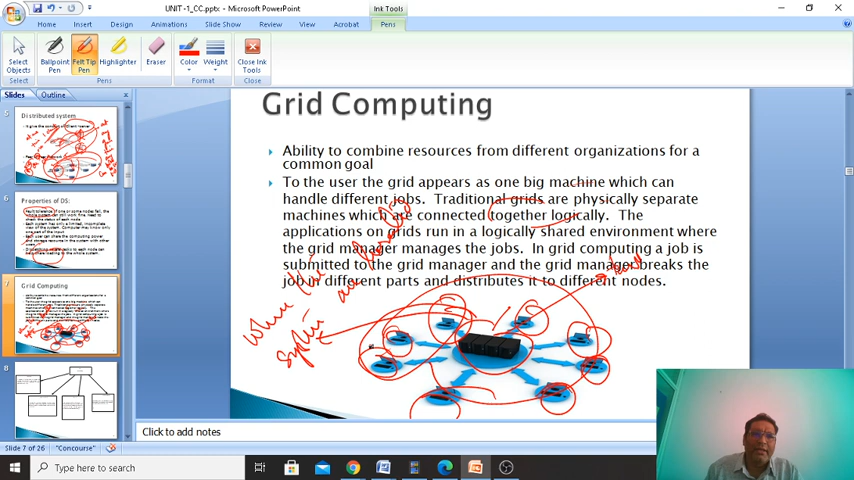 UNIT -1_CC.pptx - Microsoft PowerPoint
Ink Tools
Home Insert Design Animations Slide Show Review View Acrobat Pens
Select Objects
Ballpoint Pen
Felt Tip Pen
Highlighter
Eraser
Color
Weight
Close Ink Tools
Select Pens Format Close
Slides Outline
5
Distributed system
6
Properties of DS:
7
Grid Computing
8
Grid Computing
Ability to combine resources from different organizations for a
common goal
To the user the grid appears as one big machine which can
handle different jobs. Traditional grids are physically separate
machines which are connected together logically. The
applications on grids run in a logically shared environment where
the grid manager manages the jobs. In grid computing a job is
submitted to the grid manager and the grid manager breaks the
job in different parts and distributes it to different nodes.
Click to add notes
Slide 7 of 26 "Concourse"
Type here to search